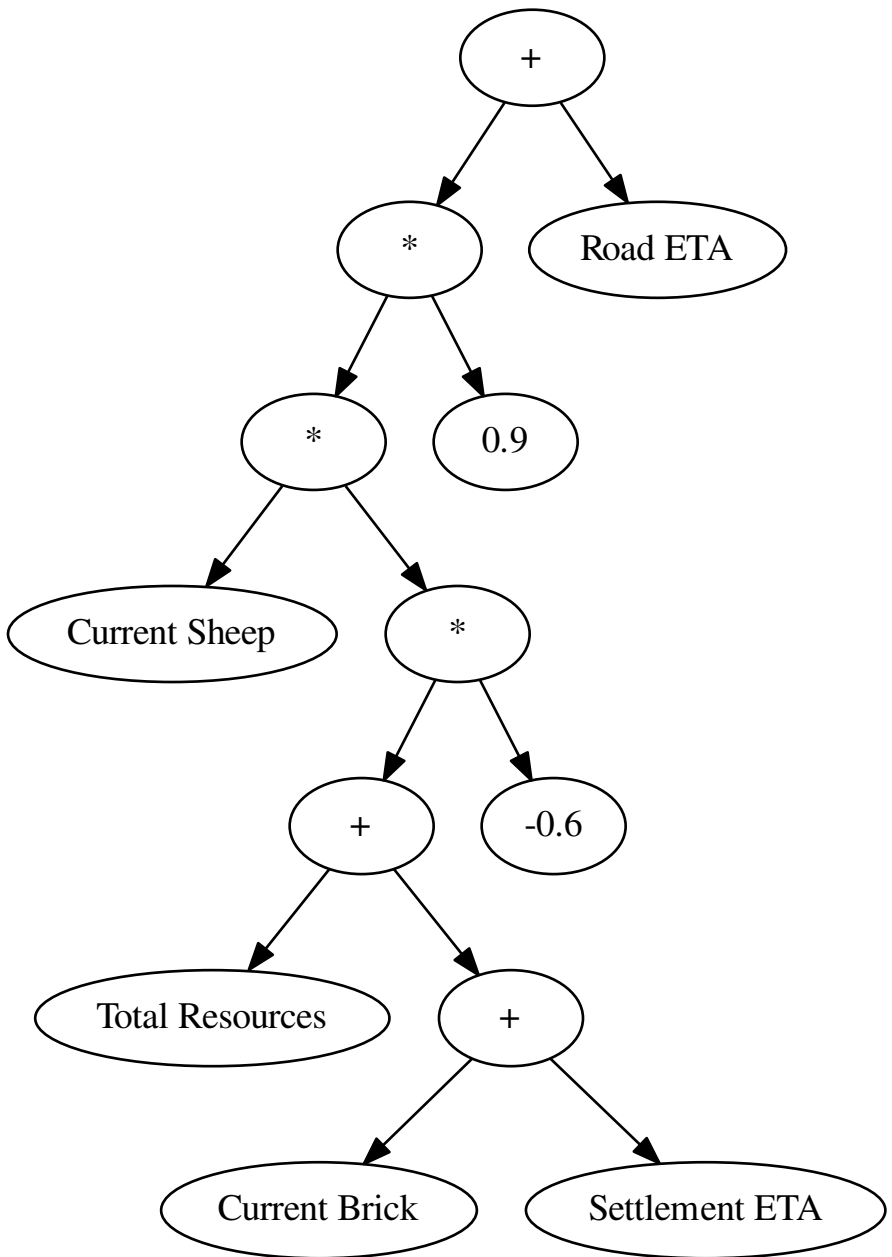 +
*
Road ETA
*
0.9
Current Sheep
*
+
-0.6
Total Resources
+
Current Brick
Settlement ETA